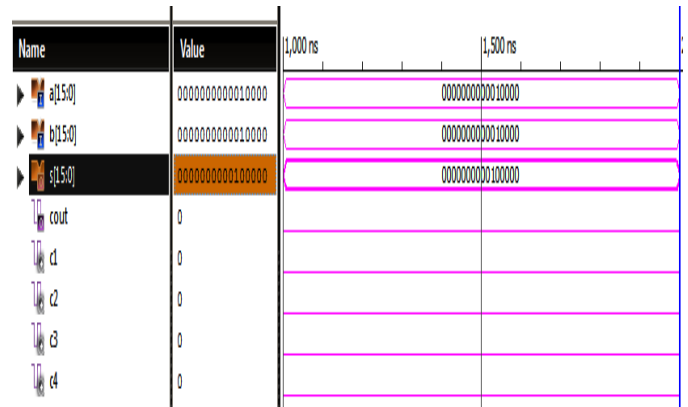 Name Value 1,000 ns 1,500 ns
a[15:0] 0000000000010000 0000000000010000
b[15:0] 0000000000010000 0000000000010000
s[15:0] 0000000000100000 0000000000100000
cout 0
c1 0
c2 0
c3 0
c4 0